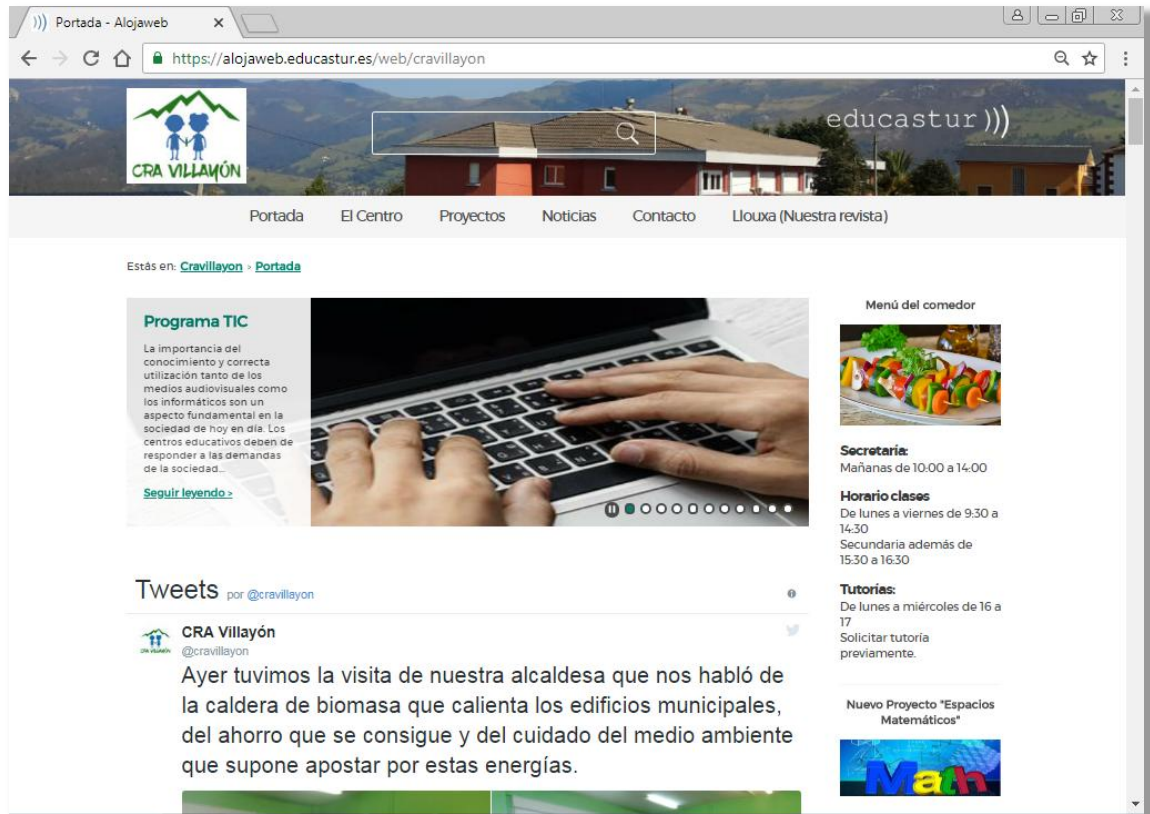 Portada - Alojaweb
https://alojaweb.educastur.es/web/cravillayon
CRA VILLAYÓN
educastur )))
Portada El Centro Proyectos Noticias Contacto Llouxa (Nuestra revista)
Estás en: Cravillayon > Portada
Programa TIC
La importancia del
conocimiento y correcta
utilización tanto de los
medios audiovisuales como
los informáticos son un
aspecto fundamental en la
sociedad de hoy en día. Los
centros educativos deben de
responder a las demandas
de la sociedad...
Seguir leyendo >
Menú del comedor
Secretaría:
Mañanas de 10:00 a 14:00
Horario clases
De lunes a viernes de 9:30 a
14:30
Secundaria además de
15:30 a 16:30
Tutorías:
De lunes a miércoles de 16 a
17
Solicitar tutoría
previamente.
Nuevo Proyecto "Espacios
Matemáticos"
Math
Tweets por @cravillayon
CRA Villayón
@cravillayon
Ayer tuvimos la visita de nuestra alcaldesa que nos habló de
la caldera de biomasa que calienta los edificios municipales,
del ahorro que se consigue y del cuidado del medio ambiente
que supone apostar por estas energías.